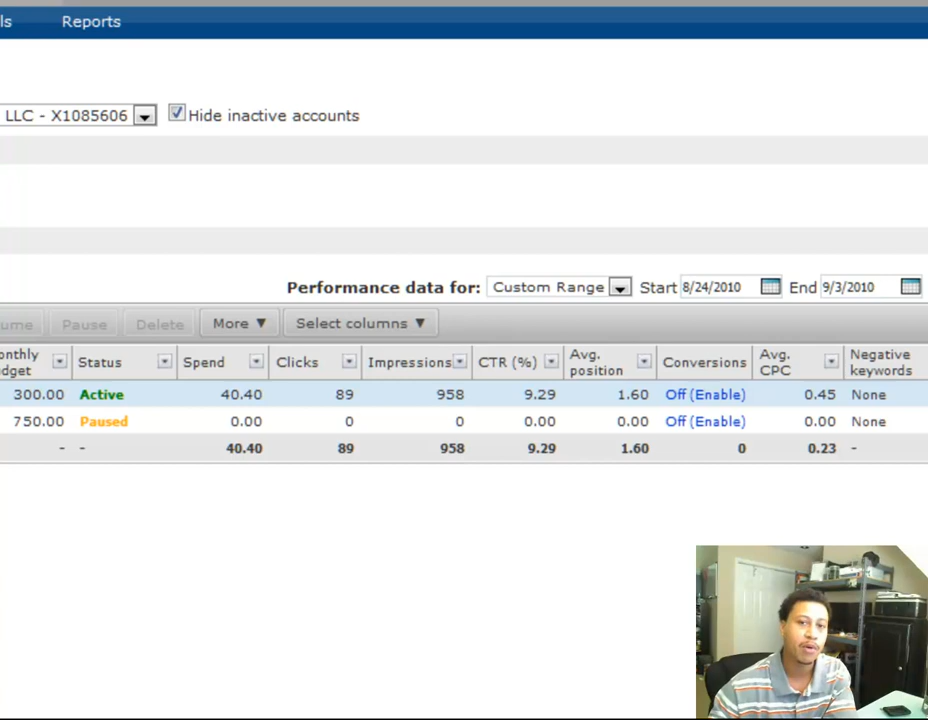 ls Reports
LLC - X1085606 Hide inactive accounts
Performance data for: Custom Range Start 8/24/2010 End 9/3/2010
ume Pause Delete More ▼ Select columns ▼
onthly dget Status Spend Clicks Impressions CTR (%) Avg. position Conversions Avg. CPC Negative keywords
300.00 Active 40.40 89 958 9.29 1.60 Off (Enable) 0.45 None
750.00 Paused 0.00 0 0 0.00 0.00 Off (Enable) 0.00 None
- - 40.40 89 958 9.29 1.60 0 0.23 -